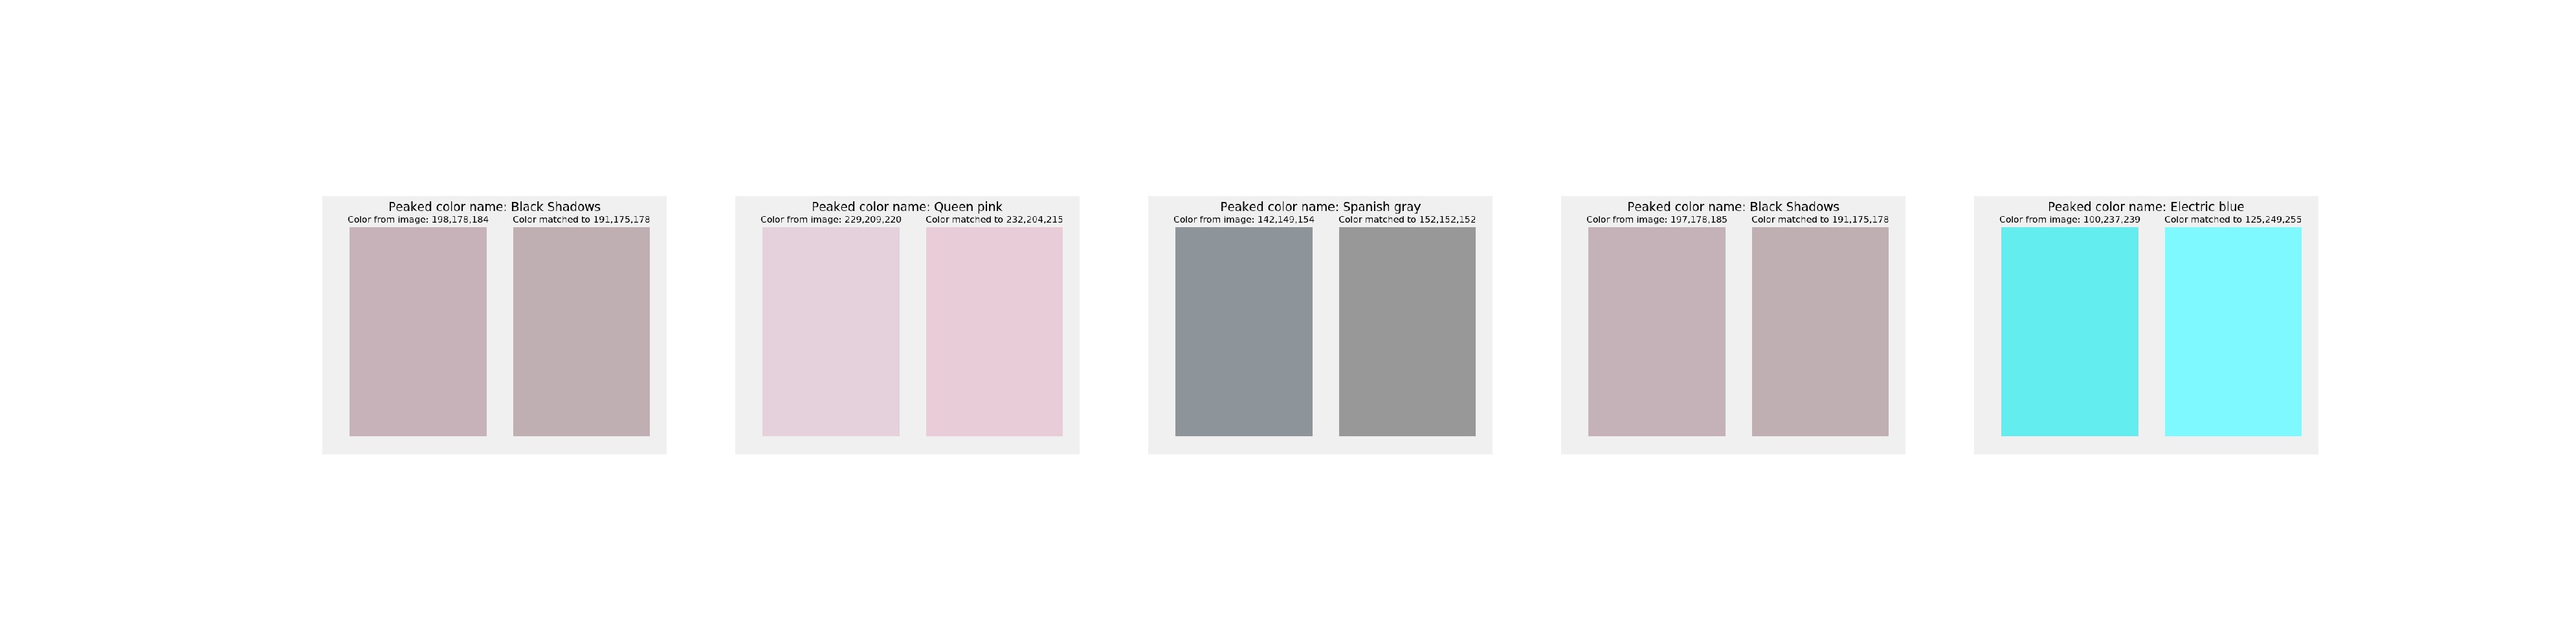 Peaked color name: Black Shadows
Color from image: 198,178,184
Color matched to 191,175,178
Peaked color name: Queen pink
Color from image: 229,209,220
Color matched to 232,204,215
Peaked color name: Spanish gray
Color from image: 142,149,154
Color matched to 152,152,152
Peaked color name: Black Shadows
Color from image: 197,178,185
Color matched to 191,175,178
Peaked color name: Electric blue
Color from image: 100,237,239
Color matched to 125,249,255